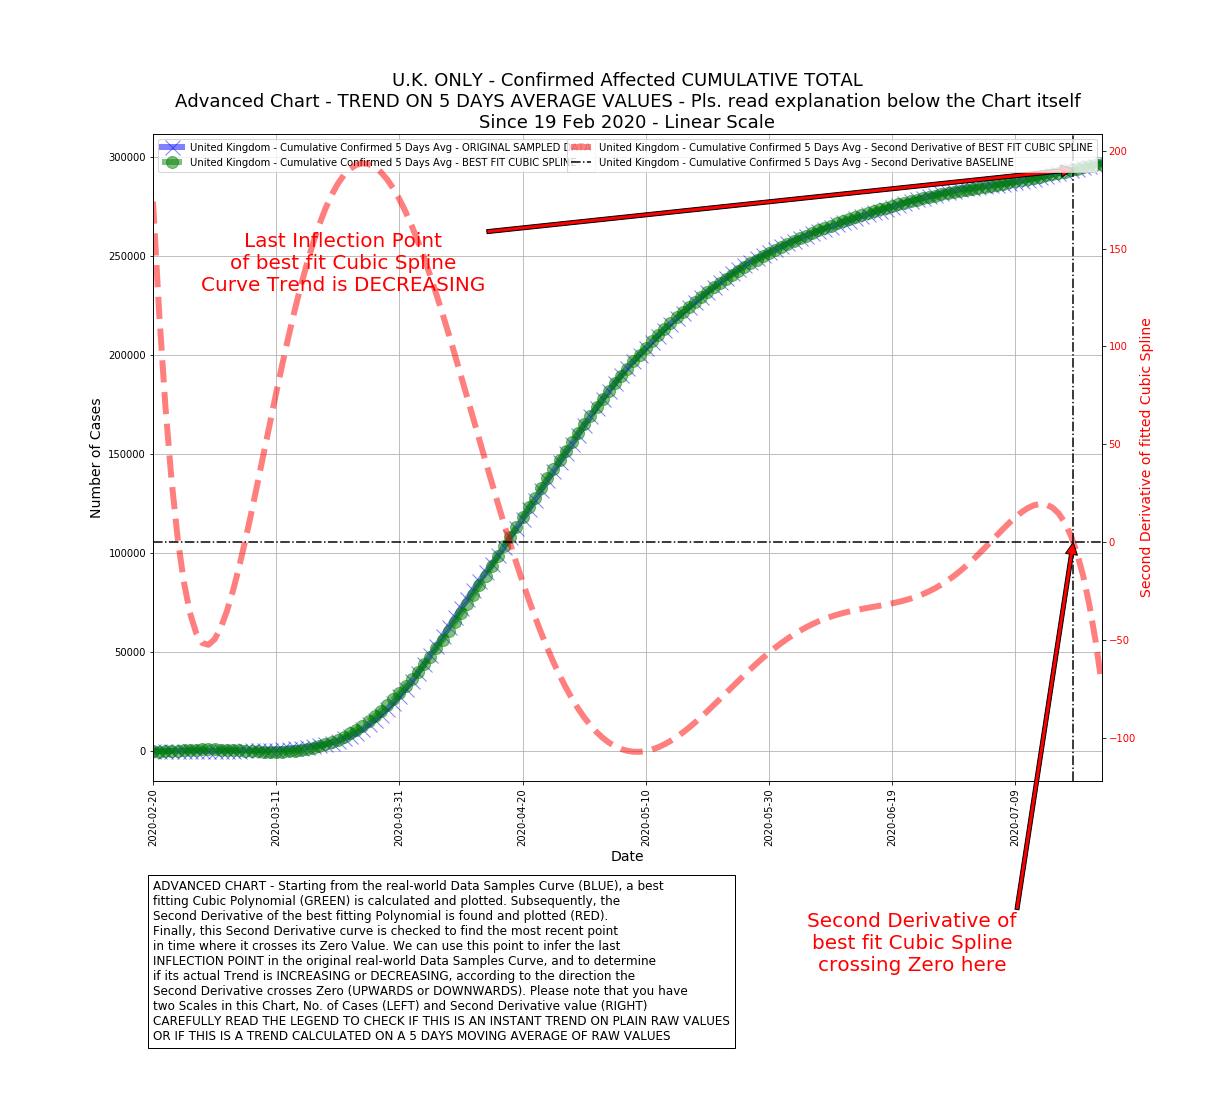 U.K. ONLY - Confirmed Affected CUMULATIVE TOTAL
Advanced Chart - TREND ON 5 DAYS AVERAGE VALUES - Pls. read explanation below the Chart itself
Since 19 Feb 2020 - Linear Scale
United Kingdom - Cumulative Confirmed 5 Days Avg - ORIGINAL SAMPLED
United Kingdom - Cumulative Confirmed 5 Days Avg - BEST FIT CUBIC SPLINE
United Kingdom - Cumulative Confirmed 5 Days Avg - Second Derivative of BEST FIT CUBIC SPLINE
United Kingdom - Cumulative Confirmed 5 Days Avg - Second Derivative BASELINE
Last Inflection Point
of best fit Cubic Spline
Curve Trend is DECREASING
Number of Cases
300000
250000
200000
150000
100000
50000
0
Second Derivative of fitted Cubic Spline
200
150
100
50
0
−50
−100
2020-02-20
2020-03-11
2020-03-31
2020-04-20
2020-05-10
2020-05-30
2020-06-19
2020-07-09
Date
Second Derivative of
best fit Cubic Spline
crossing Zero here
ADVANCED CHART - Starting from the real-world Data Samples Curve (BLUE), a best
fitting Cubic Polynomial (GREEN) is calculated and plotted. Subsequently, the
Second Derivative of the best fitting Polynomial is found and plotted (RED).
Finally, this Second Derivative curve is checked to find the most recent point
in time where it crosses its Zero Value. We can use this point to infer the last
INFLECTION POINT in the original real-world Data Samples Curve, and to determine
if its actual Trend is INCREASING or DECREASING, according to the direction the
Second Derivative crosses Zero (UPWARDS or DOWNWARDS). Please note that you have
two Scales in this Chart, No. of Cases (LEFT) and Second Derivative value (RIGHT)
CAREFULLY READ THE LEGEND TO CHECK IF THIS IS AN INSTANT TREND ON PLAIN RAW VALUES
OR IF THIS IS A TREND CALCULATED ON A 5 DAYS MOVING AVERAGE OF RAW VALUES